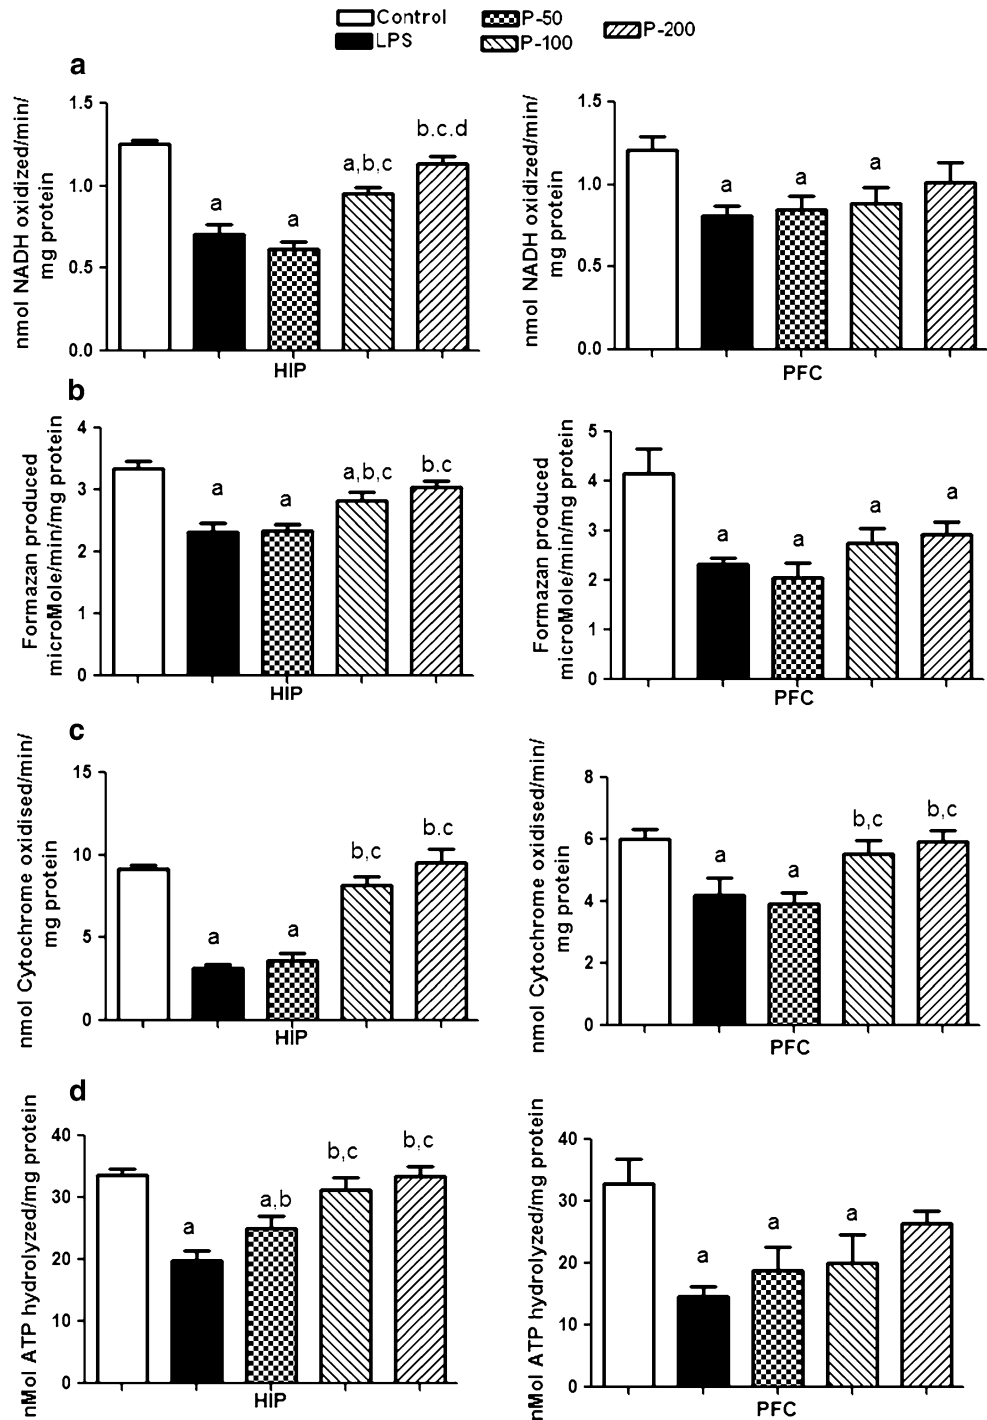 Control
LPS
P-50
P-100
P-200
a
nmol NADH oxidized/min/
mg protein
1.5
1.0
0.5
0.0
a
a
a,b,c
b.c.d
HIP
nmol NADH oxidized/min/
mg protein
1.5
1.0
0.5
0.0
a
a
a
PFC
b
Formazan produced
microMole/min/mg protein
4
3
2
1
0
a
a
a,b,c
b.c
HIP
Formazan produced
microMole/min/mg protein
5
4
3
2
1
0
a
a
a
a
PFC
c
nmol Cytochrome oxidised/min/
mg protein
15
10
5
0
a
a
b,c
b.c
HIP
nmol Cytochrome oxidised/min/
mg protein
8
6
4
2
0
a
a
b,c
b,c
PFC
d
nMol ATP hydrolyzed/mg protein
40
30
20
10
0
a
a,b
b,c
b,c
HIP
nMol ATP hydrolyzed/mg protein
40
30
20
10
0
a
a
a
PFC